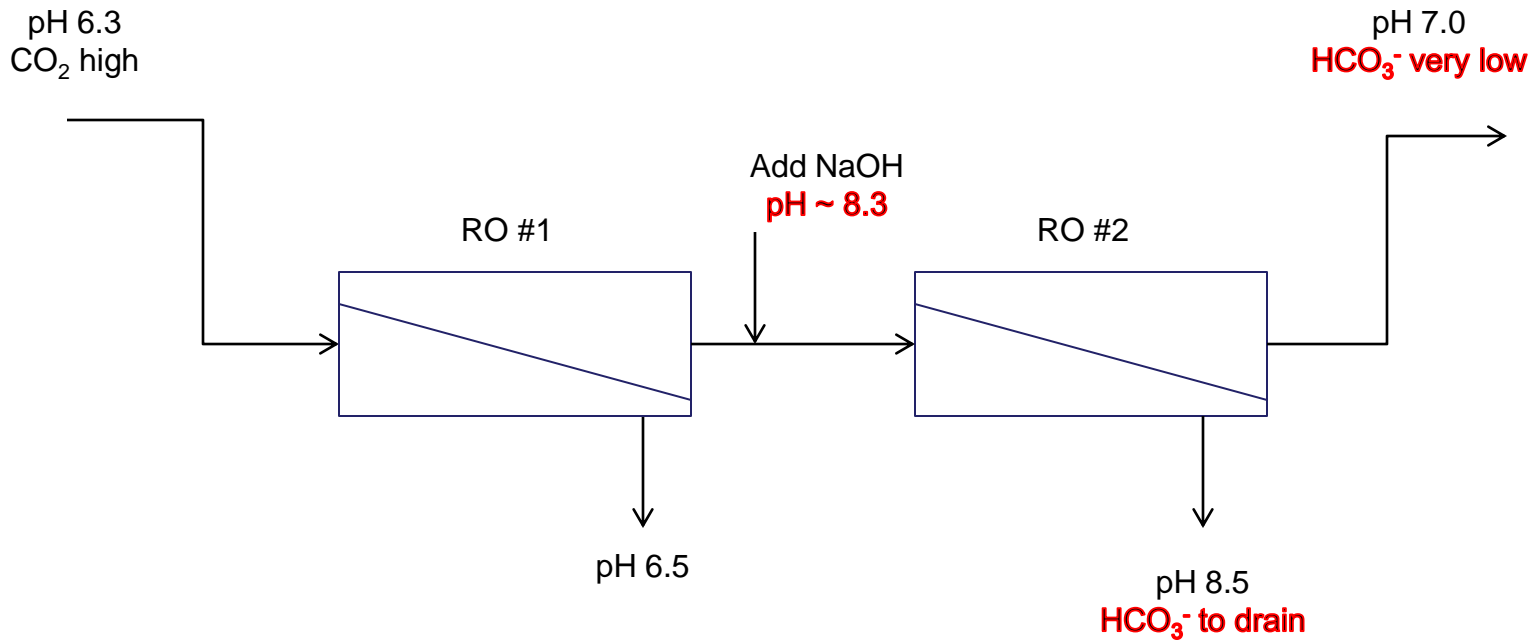 pH 6.3
CO₂ high
pH 7.0
HCO₃⁻ very low
Add NaOH
pH ~ 8.3
RO #1
RO #2
pH 6.5
pH 8.5
HCO₃⁻ to drain